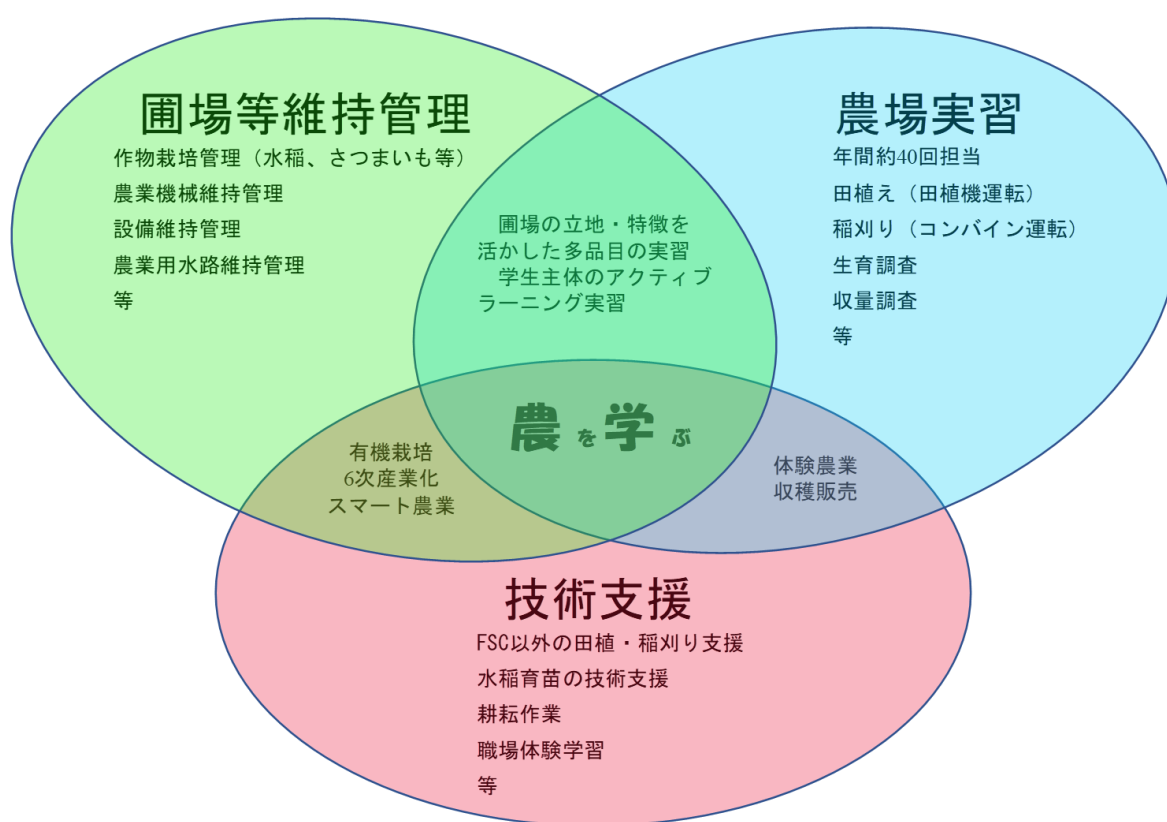 圃場等維持管理
作物栽培管理（水稲、さつまいも等）
農業機械維持管理
設備維持管理
農業用水路維持管理
等
農場実習
年間約40回担当
田植え（田植機運転）
稲刈り（コンバイン運転）
生育調査
収量調査
等
圃場の立地・特徴を
活かした多品目の実習
学生主体のアクティブ
ラーニング実習
農を学ぶ
有機栽培
6次産業化
スマート農業
体験農業
収穫販売
技術支援
FSC以外の田植・稲刈り支援
水稲育苗の技術支援
耕耘作業
職場体験学習
等